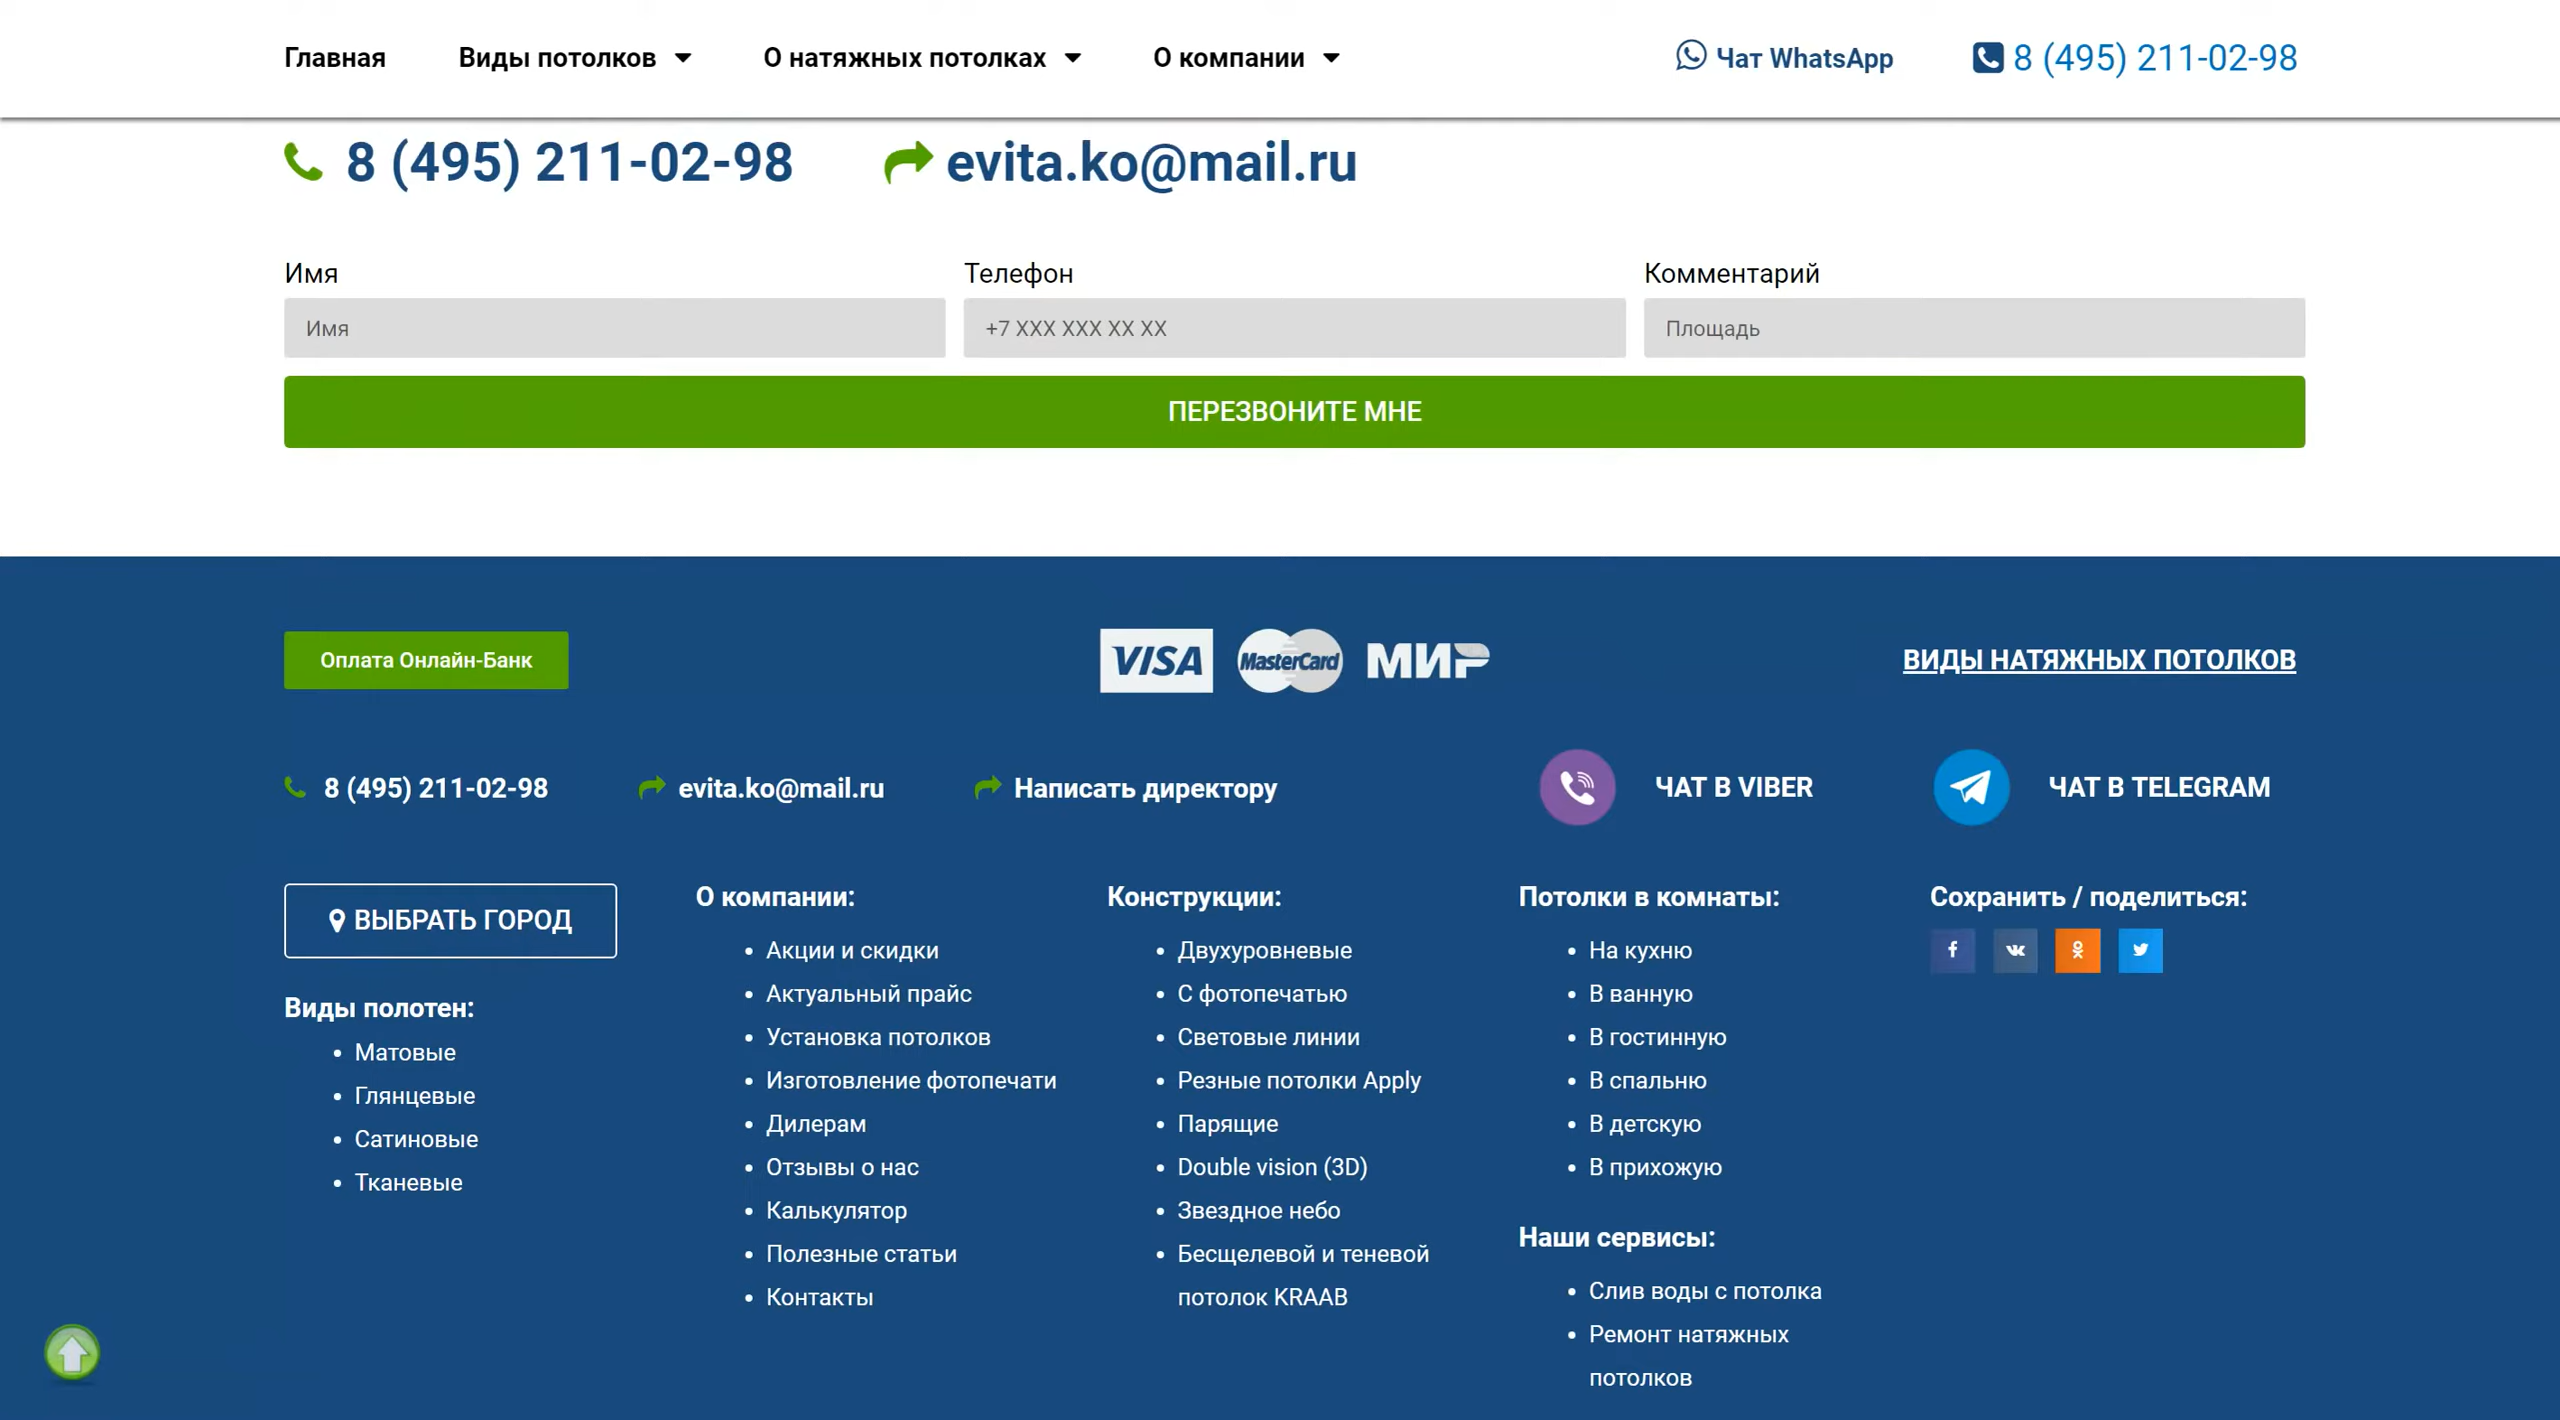 Главная
Виды потолков
О натяжных потолках
О компании
Чат WhatsApp
8 (495) 211-02-98
8 (495) 211-02-98
evita.ko@mail.ru
Имя
Телефон
Комментарий
Имя
+7 XXX XXX XX XX
Площадь
ПЕРЕЗВОНИТЕ МНЕ
Оплата Онлайн-Банк
VISA
MasterCard
МИР
ВИДЫ НАТЯЖНЫХ ПОТОЛКОВ
8 (495) 211-02-98
evita.ko@mail.ru
Написать директору
ЧАТ В VIBER
ЧАТ В TELEGRAM
ВЫБРАТЬ ГОРОД
Виды полотен:
Матовые
Глянцевые
Сатиновые
Тканевые
О компании:
Акции и скидки
Актуальный прайс
Установка потолков
Изготовление фотопечати
Дилерам
Отзывы о нас
Калькулятор
Полезные статьи
Контакты
Конструкции:
Двухуровневые
С фотопечатью
Световые линии
Резные потолки Apply
Парящие
Double vision (3D)
Звездное небо
Бесщелевой и теневой
потолок KRAAB
Потолки в комнаты:
На кухню
В ванную
В гостинную
В спальню
В детскую
В прихожую
Наши сервисы:
Слив воды с потолка
Ремонт натяжных
потолков
Сохранить / поделиться: